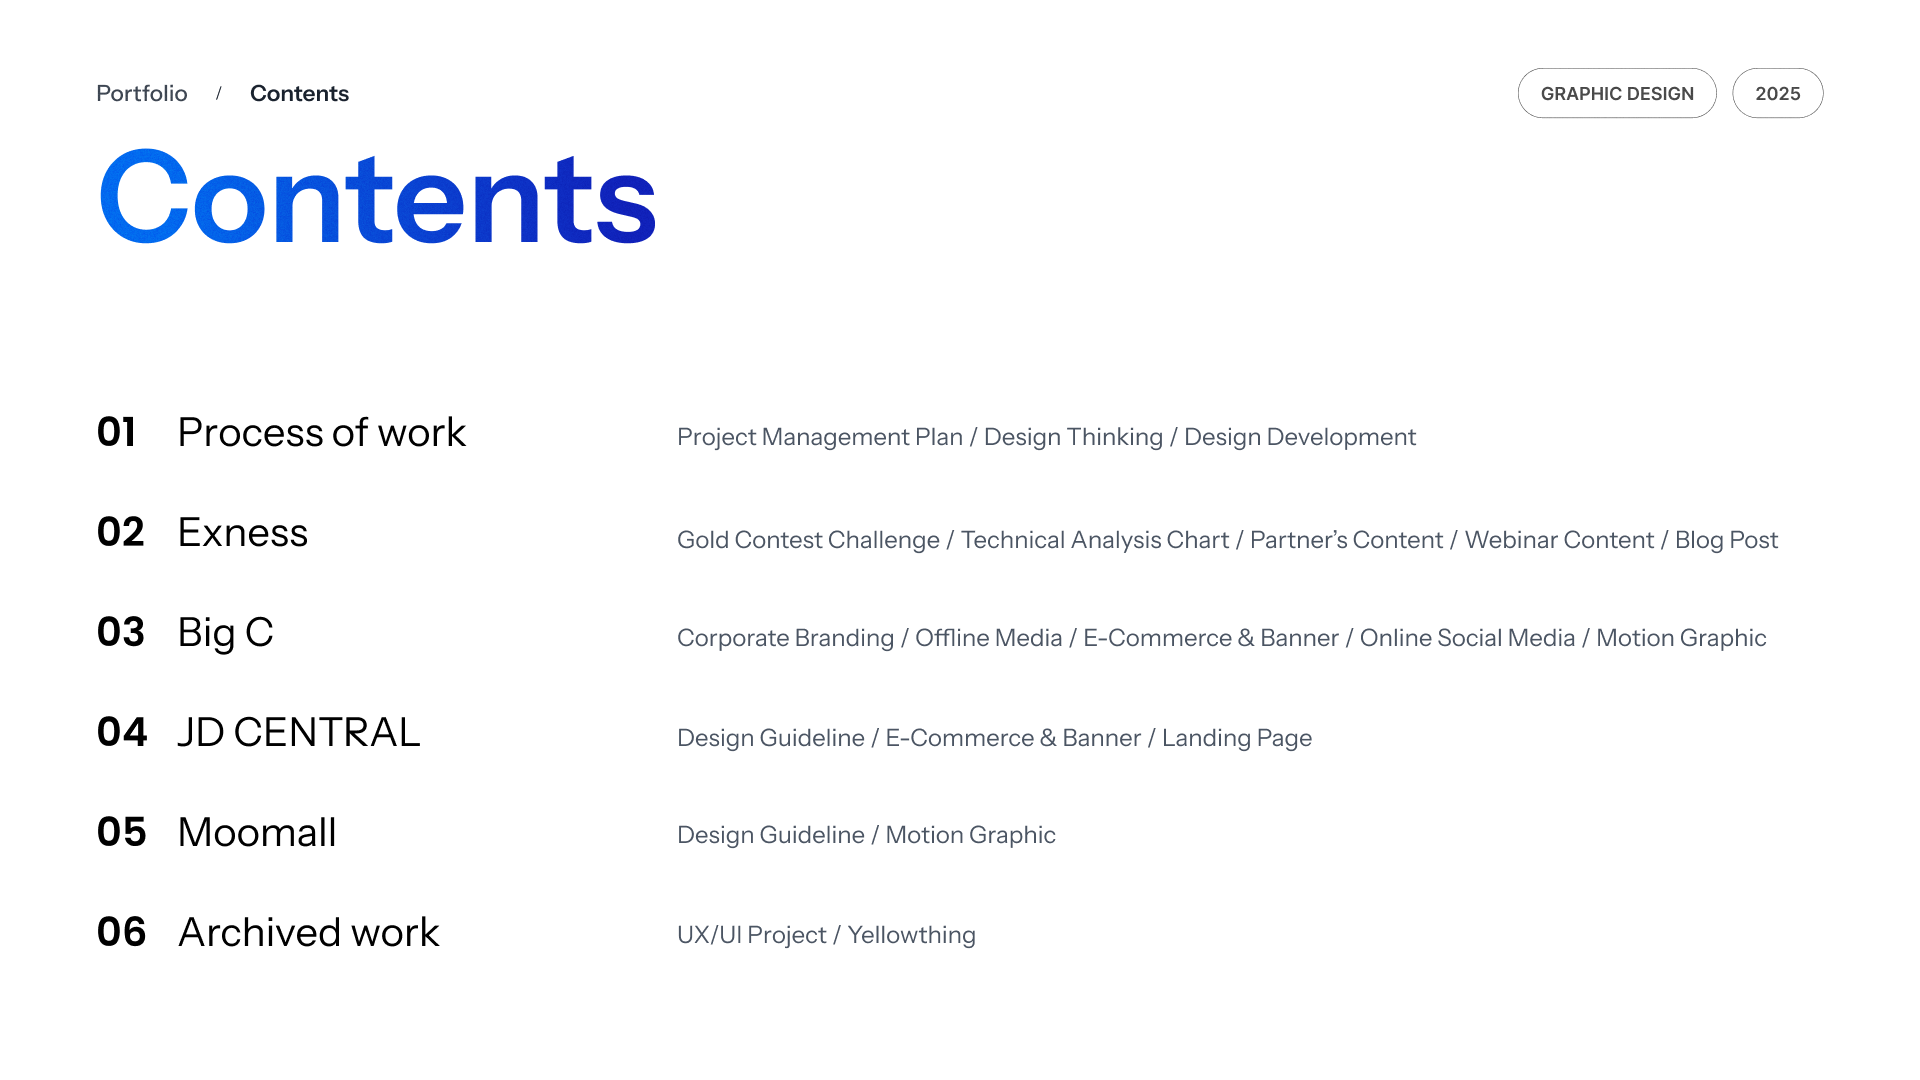 Portfolio / Contents
GRAPHIC DESIGN 2025
Contents
01 Process of work Project Management Plan / Design Thinking / Design Development
02 Exness Gold Contest Challenge / Technical Analysis Chart / Partner’s Content / Webinar Content / Blog Post
03 Big C Corporate Branding / Offline Media / E-Commerce & Banner / Online Social Media / Motion Graphic
04 JD CENTRAL Design Guideline / E-Commerce & Banner / Landing Page
05 Moomall Design Guideline / Motion Graphic
06 Archived work UX/UI Project / Yellowthing